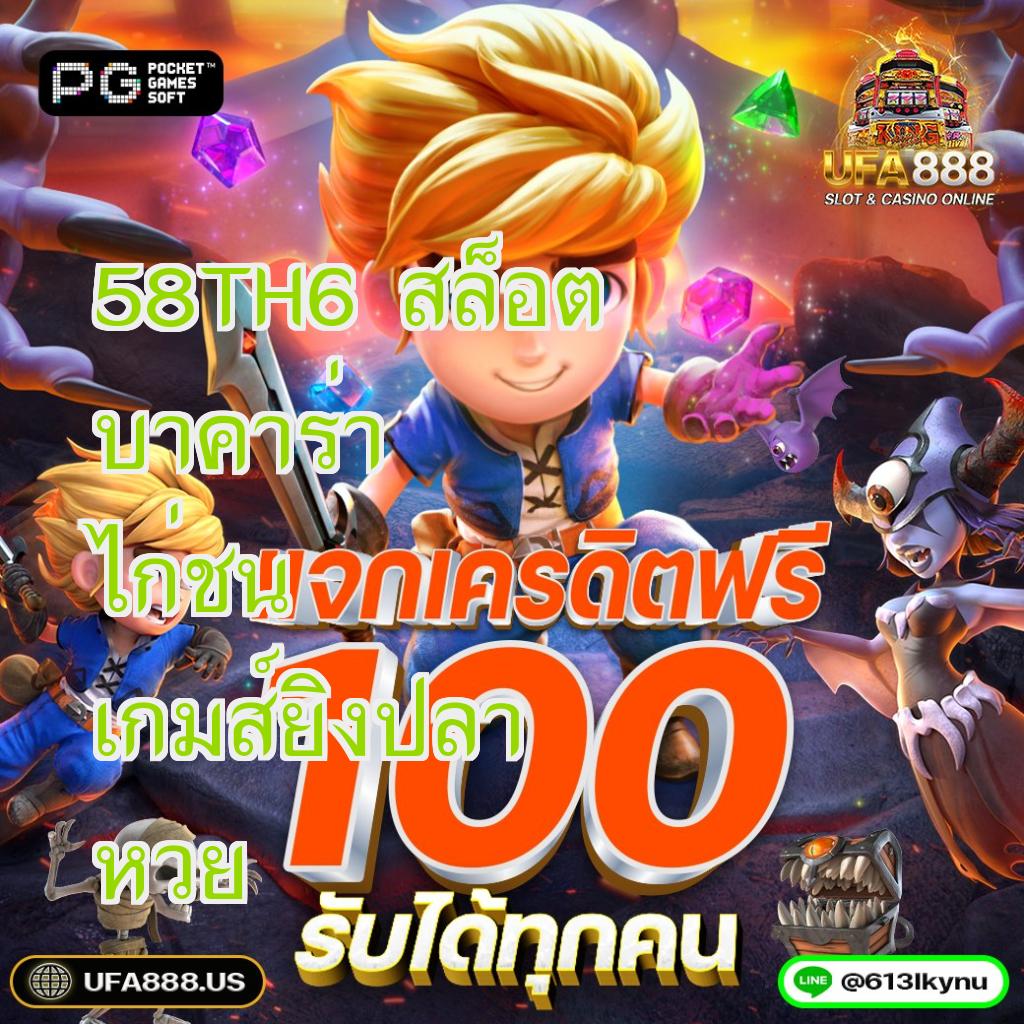 PG POCKET GAMES SOFT™
UFA888
SLOT & CASINO ONLINE
58TH6 สล็อต
บาคาร่า
ไก่ชน
แจกเครดิตฟรี
เกมส์ยิงปลา
100
หวย
รับได้ทุกคน
UFA888.US
LINE @613lkynu